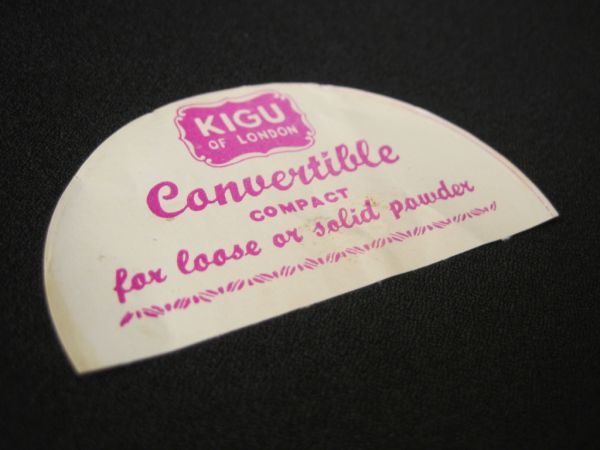 KIGU
OF LONDON
Convertible
COMPACT
for loose or solid powder